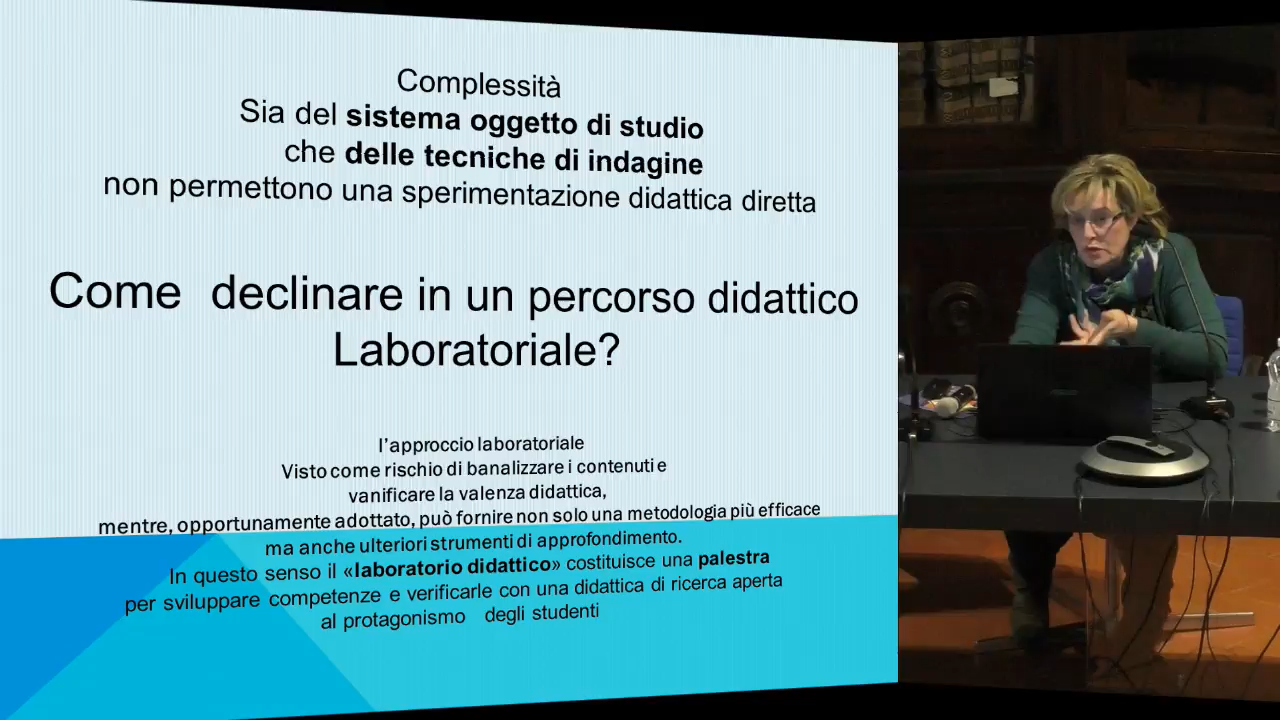 Complessità
Sia del sistema oggetto di studio
che delle tecniche di indagine
non permettono una sperimentazione didattica diretta
Come declinare in un percorso didattico
Laboratoriale?
l'approccio laboratoriale
Visto come rischio di banalizzare i contenuti e
vanificare la valenza didattica,
mentre, opportunamente adottato, può fornire non solo una metodologia più efficace
ma anche ulteriori strumenti di approfondimento.
In questo senso il «laboratorio didattico» costituisce una palestra
per sviluppare competenze e verificarle con una didattica di ricerca aperta
al protagonismo degli studenti